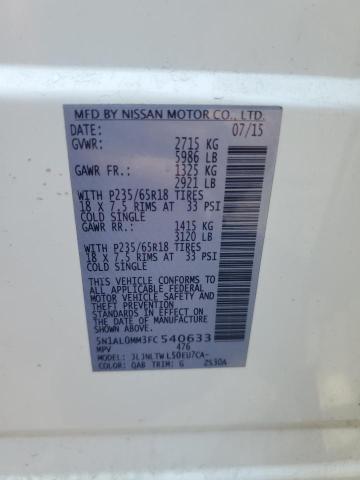 MFD BY NISSAN MOTOR CO., LTD.
DATE: 07/15
GVWR: 2715 KG
5986 LB
GAWR FR.: 1325 KG
2921 LB
WITH P235/65R18 TIRES
18 X 7.5 RIMS AT 33 PSI
COLD SINGLE
GAWR RR.: 1415 KG
3120 LB
WITH P235/65R18 TIRES
18 X 7.5 RIMS AT 33 PSI
COLD SINGLE
THIS VEHICLE CONFORMS TO ALL
APPLICABLE U.S. FEDERAL
MOTOR VEHICLE SAFETY AND
THEFT PREVENTION STANDARDS
IN EFFECT ON THE DATE OF
MANUFACTURE SHOWN ABOVE.
5N1AL0MM3FC 540633
MPV 476
MODEL: JLJNLTW L50EU7CA-
COLOR: QAB TRIM: G 2S30A